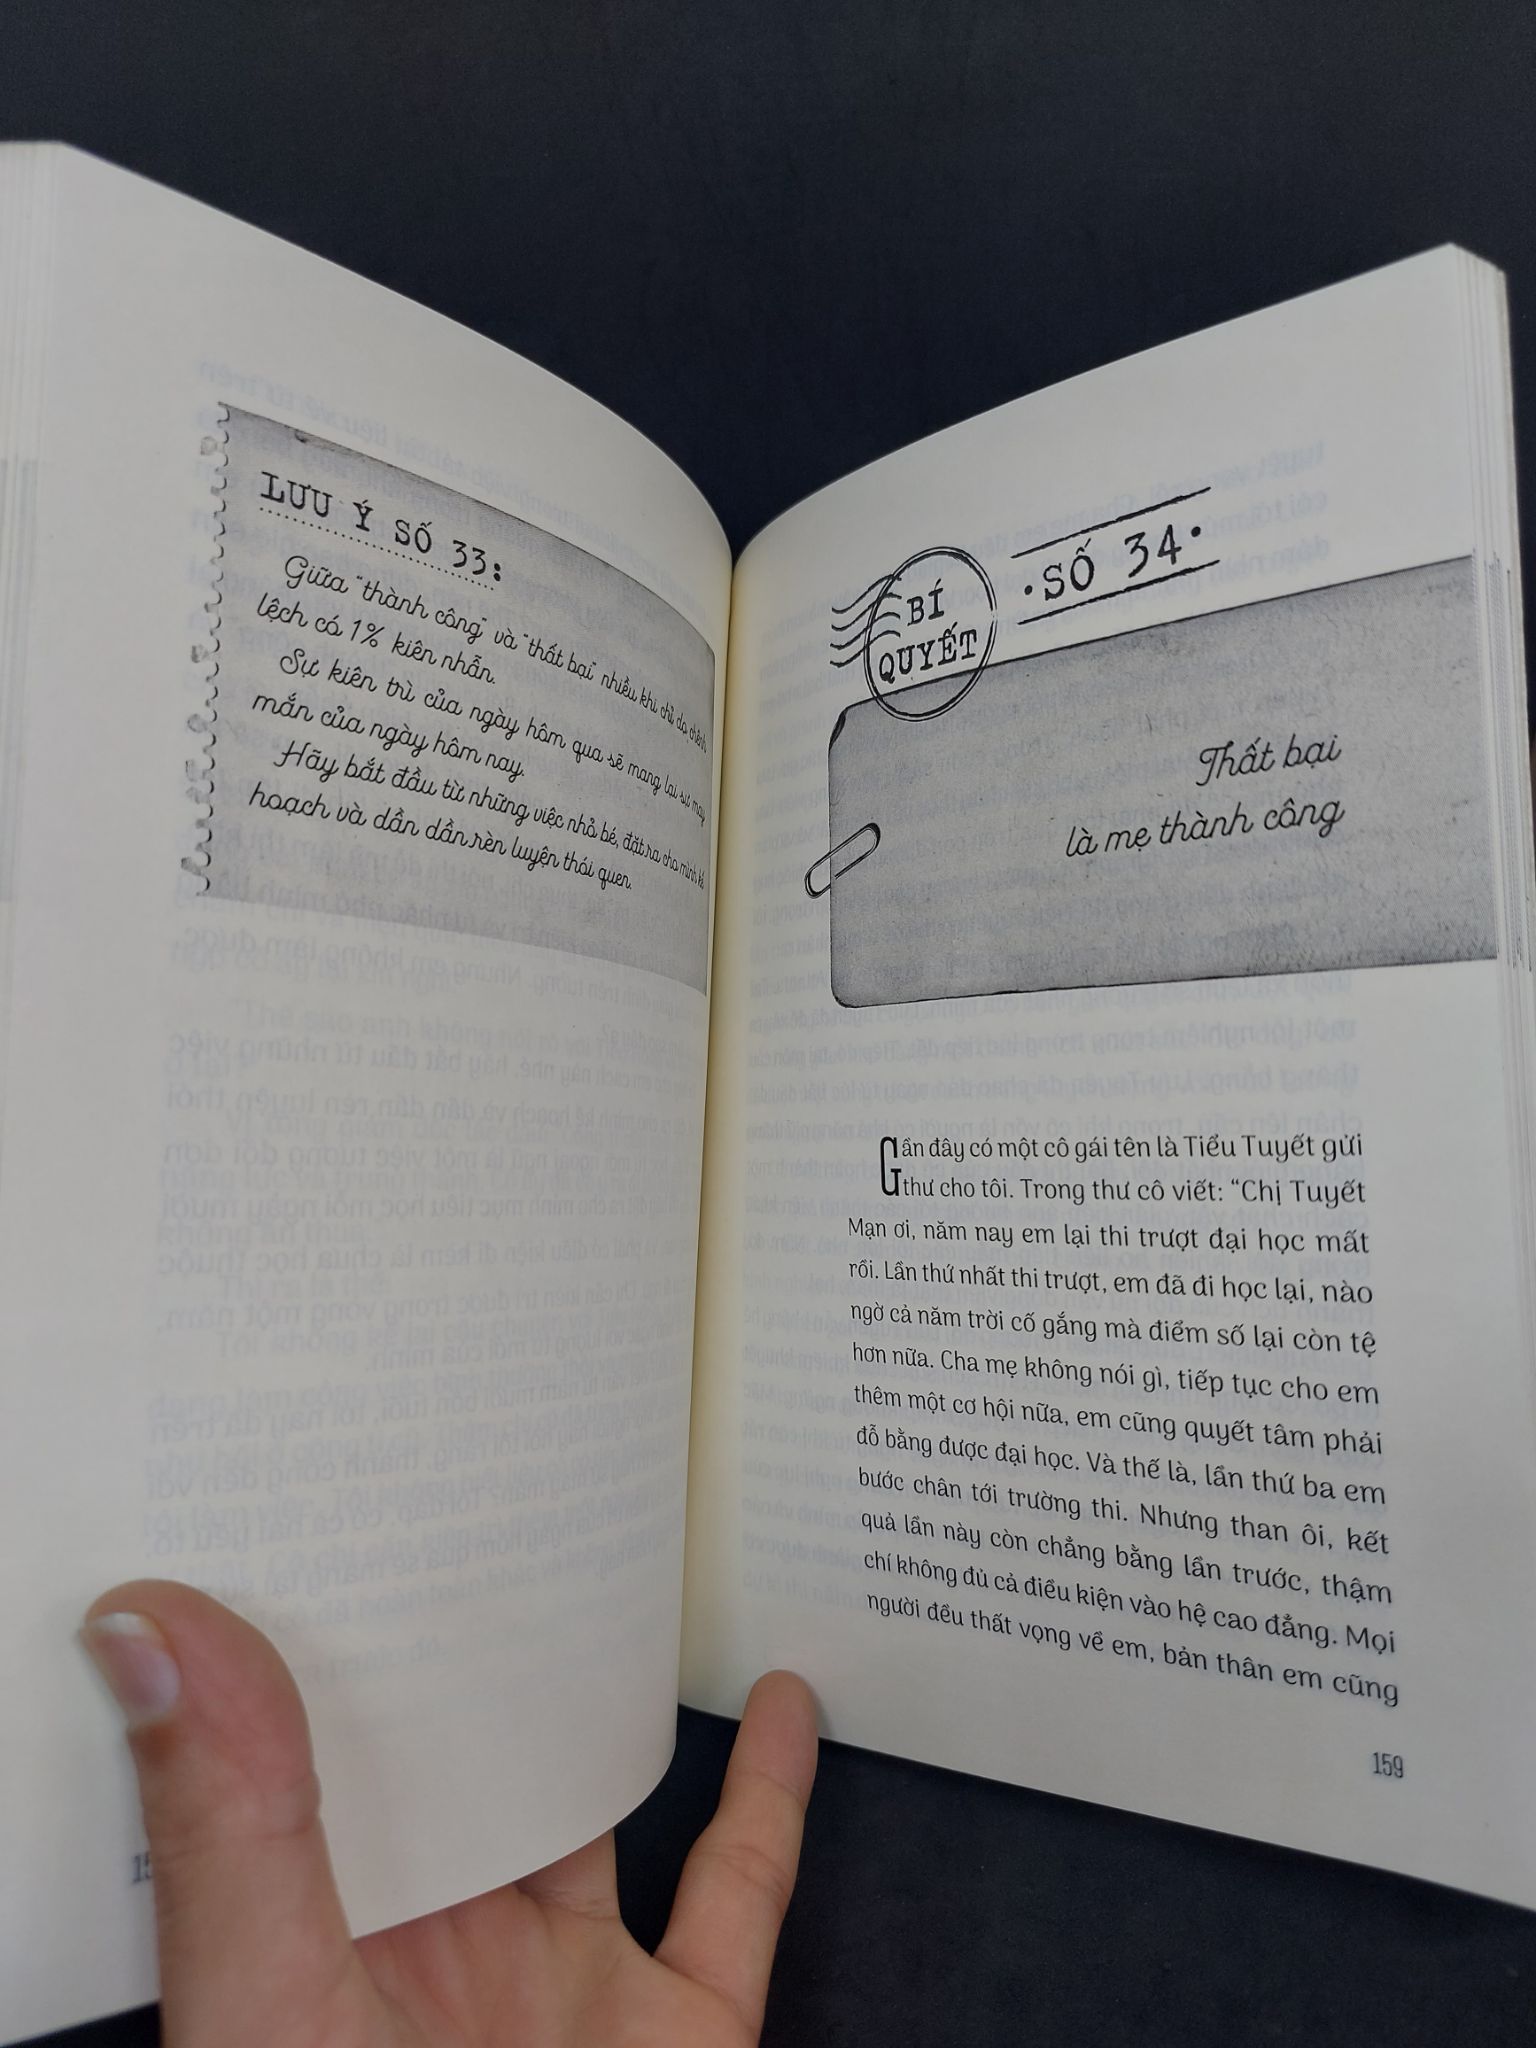 LƯU Ý SỐ 33:
Giữa "thành công" và "thất bại" nhiều khi chỉ do chênh
lệch có 1% kiên nhẫn.
Sự kiên trì của ngày hôm qua sẽ mang lại sự may
mắn của ngày hôm nay.
Hãy bắt đầu từ những việc nhỏ bé, đặt ra cho mình kế
hoạch và dần dần rèn luyện thói quen.
BÍ
QUYẾT
·SỐ 34·
Thất bại
là mẹ thành công
Gần đây có một cô gái tên là Tiểu Tuyết gửi
thư cho tôi. Trong thư cô viết: “Chị Tuyết
Mạn ơi, năm nay em lại thi trượt đại học mất
rồi. Lần thứ nhất thi trượt, em đã đi học lại, nào
ngờ cả năm trời cố gắng mà điểm số lại còn tệ
hơn nữa. Cha mẹ không nói gì, tiếp tục cho em
thêm một cơ hội nữa, em cũng quyết tâm phải
đỗ bằng được đại học. Và thế là, lần thứ ba em
bước chân tới trường thi. Nhưng than ôi, kết
quả lần này còn chẳng bằng lần trước, thậm
chí không đủ cả điều kiện vào hệ cao đẳng. Mọi
người đều thất vọng về em, bản thân em cũng
159